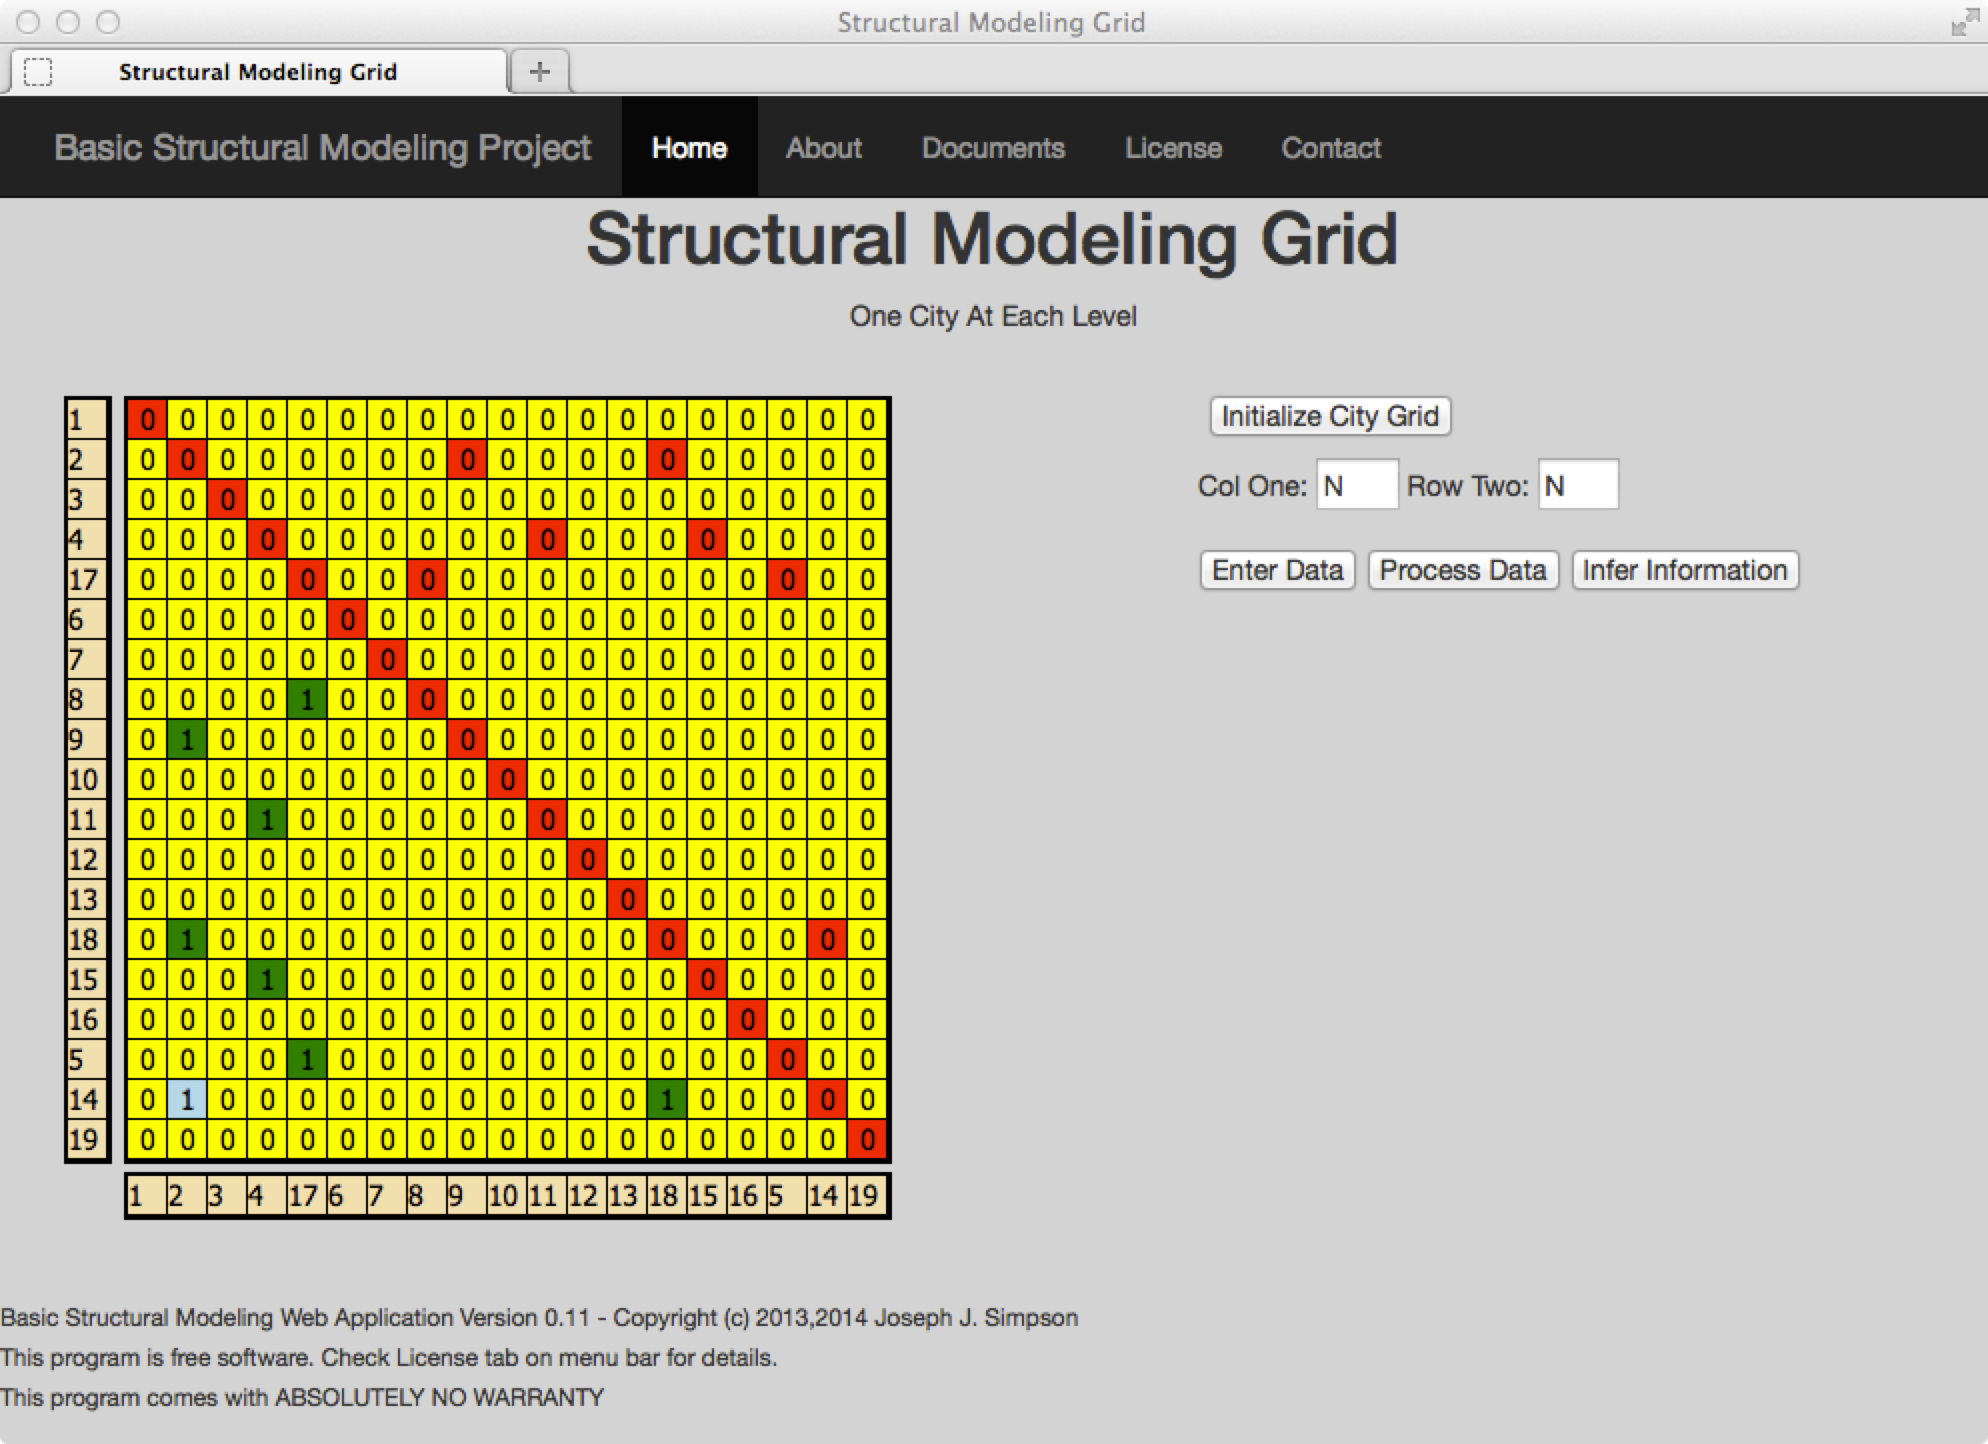 Structural Modeling Grid
Structural Modeling Grid
Basic Structural Modeling Project Home About Documents License Contact
Structural Modeling Grid
One City At Each Level
1 0 0 0 0 0 0 0 0 0 0 0 0 0 0 0 0 0 0 0 Initialize City Grid
2 0 0 0 0 0 0 0 0 0 0 0 0 0 0 0 0 0 0 0
Col One: N Row Two: N
3 0 0 0 0 0 0 0 0 0 0 0 0 0 0 0 0 0 0 0
4 0 0 0 0 0 0 0 0 0 0 0 0 0 0 0 0 0 0 0
17 0 0 0 0 0 0 0 0 0 0 0 0 0 0 0 0 0 0 0 Enter Data Process Data Infer Information
6 0 0 0 0 0 0 0 0 0 0 0 0 0 0 0 0 0 0 0
7 0 0 0 0 0 0 0 0 0 0 0 0 0 0 0 0 0 0 0
8 0 0 0 0 1 0 0 0 0 0 0 0 0 0 0 0 0 0 0
9 0 1 0 0 0 0 0 0 0 0 0 0 0 0 0 0 0 0 0
10 0 0 0 0 0 0 0 0 0 0 0 0 0 0 0 0 0 0 0
11 0 0 0 1 0 0 0 0 0 0 0 0 0 0 0 0 0 0 0
12 0 0 0 0 0 0 0 0 0 0 0 0 0 0 0 0 0 0 0
13 0 0 0 0 0 0 0 0 0 0 0 0 0 0 0 0 0 0 0
18 0 1 0 0 0 0 0 0 0 0 0 0 0 0 0 0 0 0 0
15 0 0 0 1 0 0 0 0 0 0 0 0 0 0 0 0 0 0 0
16 0 0 0 0 0 0 0 0 0 0 0 0 0 0 0 0 0 0 0
5 0 0 0 0 1 0 0 0 0 0 0 0 0 0 0 0 0 0 0
14 0 1 0 0 0 0 0 0 0 0 0 0 0 1 0 0 0 0 0
19 0 0 0 0 0 0 0 0 0 0 0 0 0 0 0 0 0 0 0
1 2 3 4 17 6 7 8 9 10 11 12 13 18 15 16 5 14 19
Basic Structural Modeling Web Application Version 0.11 - Copyright (c) 2013,2014 Joseph J. Simpson
This program is free software. Check License tab on menu bar for details.
This program comes with ABSOLUTELY NO WARRANTY